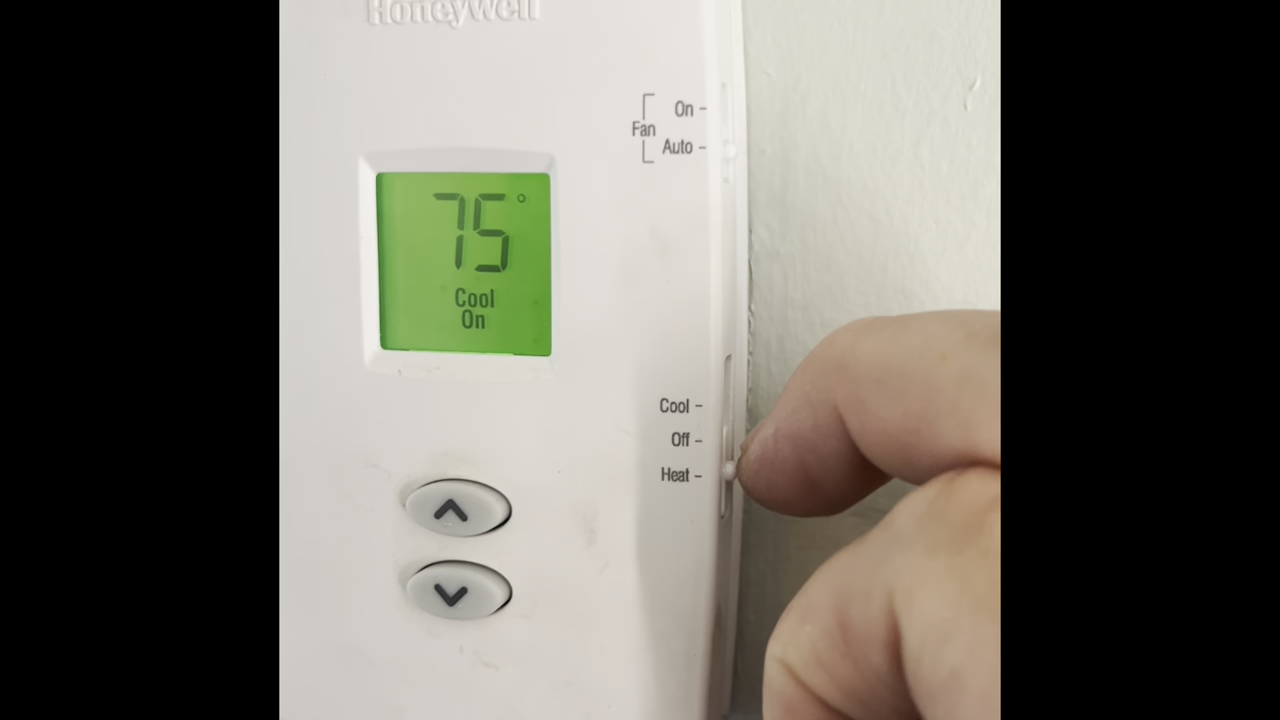 Honeywell
On -
Fan
Auto -
75°
Cool
On
Cool -
Off -
Heat -